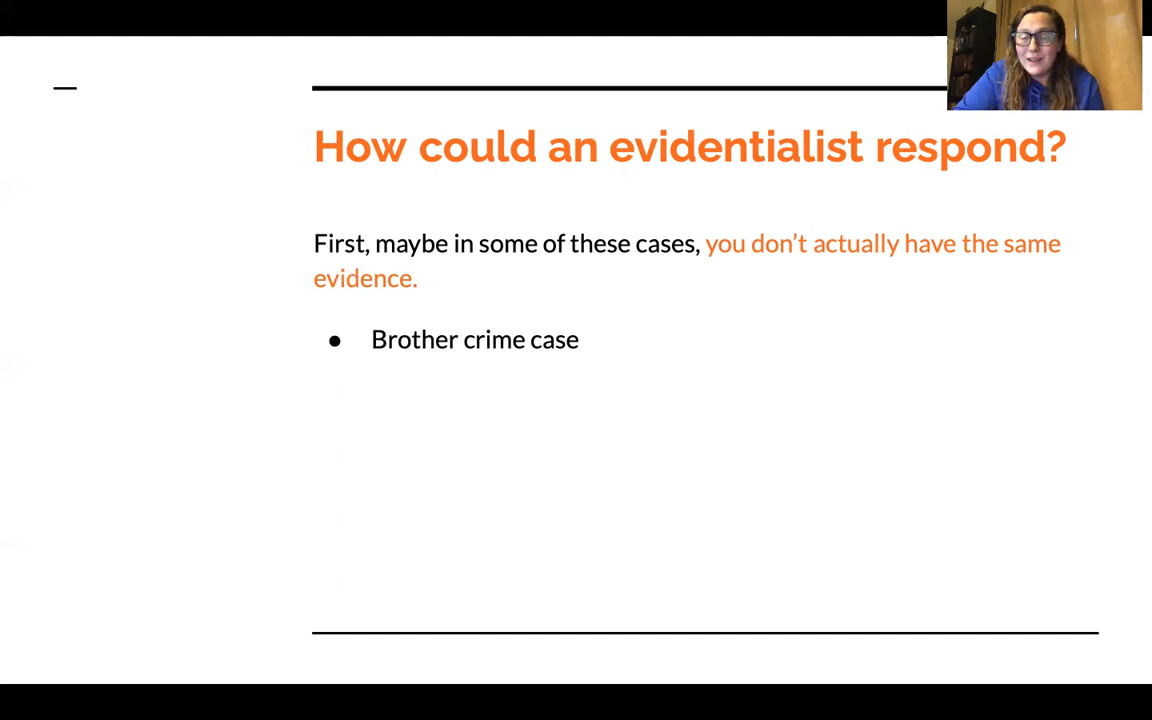 How could an evidentialist respond?
First, maybe in some of these cases, you don’t actually have the same
evidence.
● Brother crime case